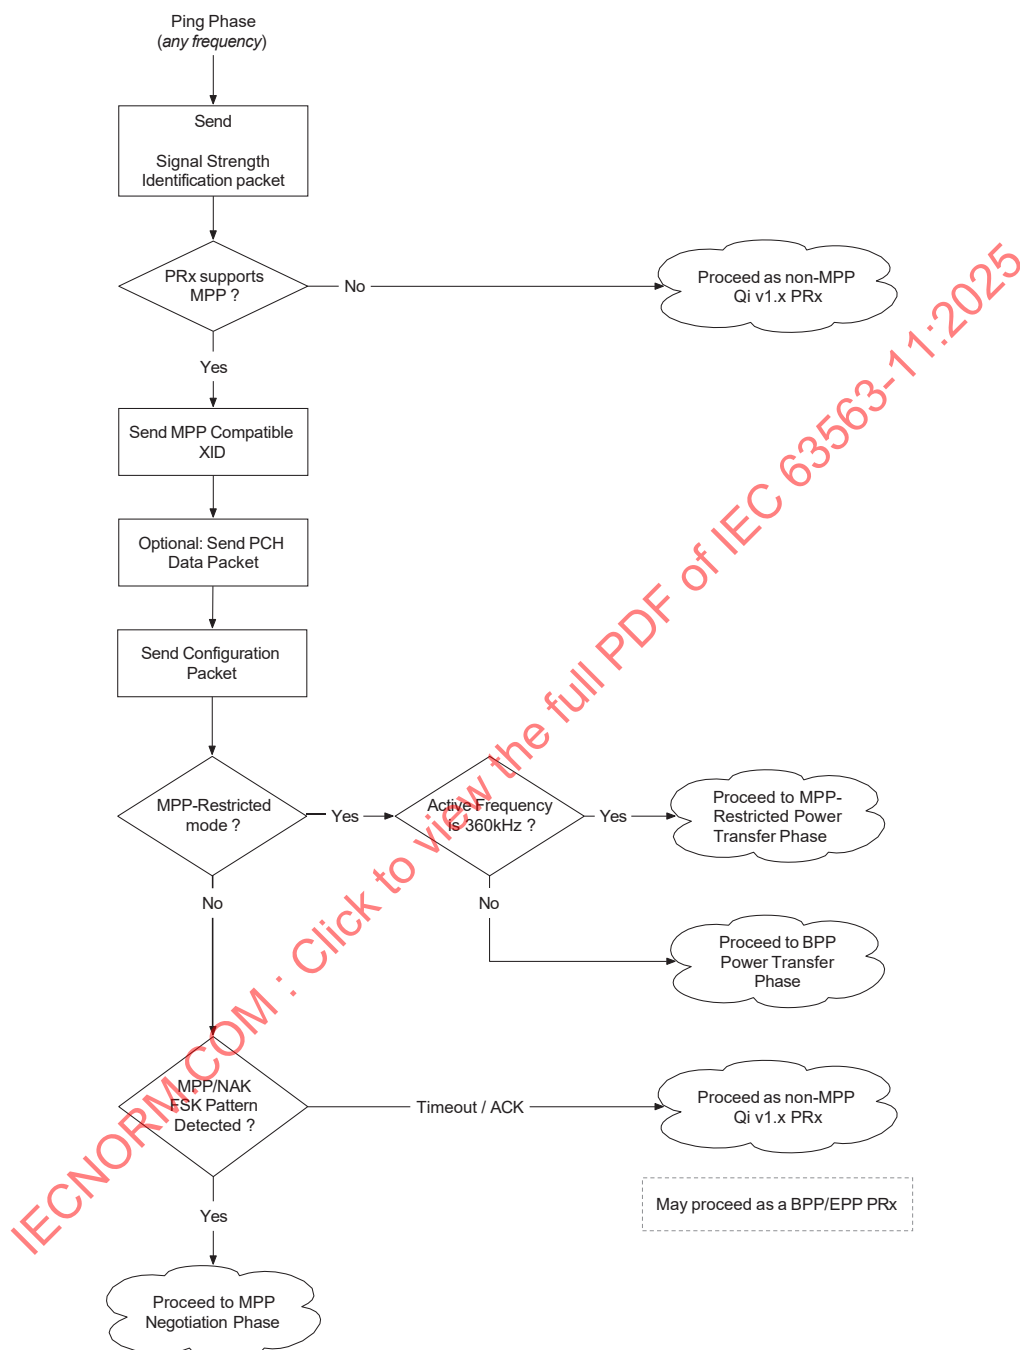 Ping Phase
(any frequency)
Send
Signal Strength
Identification packet
PRx supports
MPP ?
No
Proceed as non-MPP
Qi v1.x PRx
Yes
Send MPP Compatible
XID
Optional: Send PCH
Data Packet
Send Configuration
Packet
MPP-Restricted
mode ?
Yes
Active Frequency
is 360kHz ?
Yes
Proceed to MPP-
Restricted Power
Transfer Phase
No
No
Proceed to BPP
Power Transfer
Phase
MPP/NAK
FSK Pattern
Detected ?
Timeout / ACK
Proceed as non-MPP
Qi v1.x PRx
May proceed as a BPP/EPP PRx
Yes
Proceed to MPP
Negotiation Phase
IECNORM.COM : Click to view the full PDF of IEC 63563-11:2025